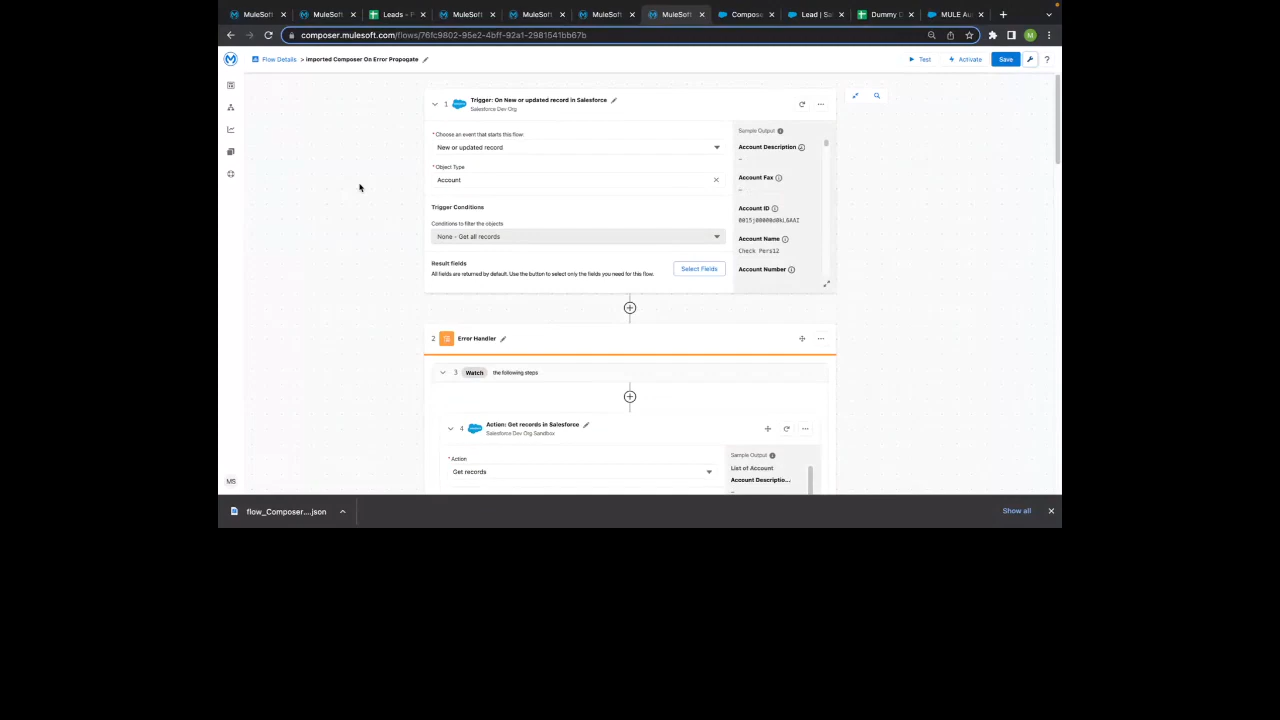 MuleSoft
MuleSoft
Leads - P
MuleSoft
MuleSoft
MuleSoft
MuleSoft
Compose
Lead | Sa
Dummy D
MULE Au
composer.mulesoft.com/flows/76fc9802-95e2-4bff-92a1-2981541bb67b
M
Flow Details > imported Composer On Error Propogate
Test
Activate
Save
?
1
Trigger: On New or updated record in Salesforce
Salesforce Dev Org
* Choose an event that starts this flow:
New or updated record
* Object Type
Account
Trigger Conditions
Conditions to filter the objects
None - Get all records
Result fields
All fields are returned by default. Use the button to select only the fields you need for this flow.
Select Fields
Sample Output
Account Description
–
Account Fax
–
Account ID
Account Name
Check Pers12
Account Number
2
Error Handler
3 Watch the following steps
4
Action: Get records in Salesforce
Salesforce Dev Org Sandbox
* Action
Get records
Sample Output
List of Account
Account Descriptio...
–
MS
flow_Composer....json
Show all